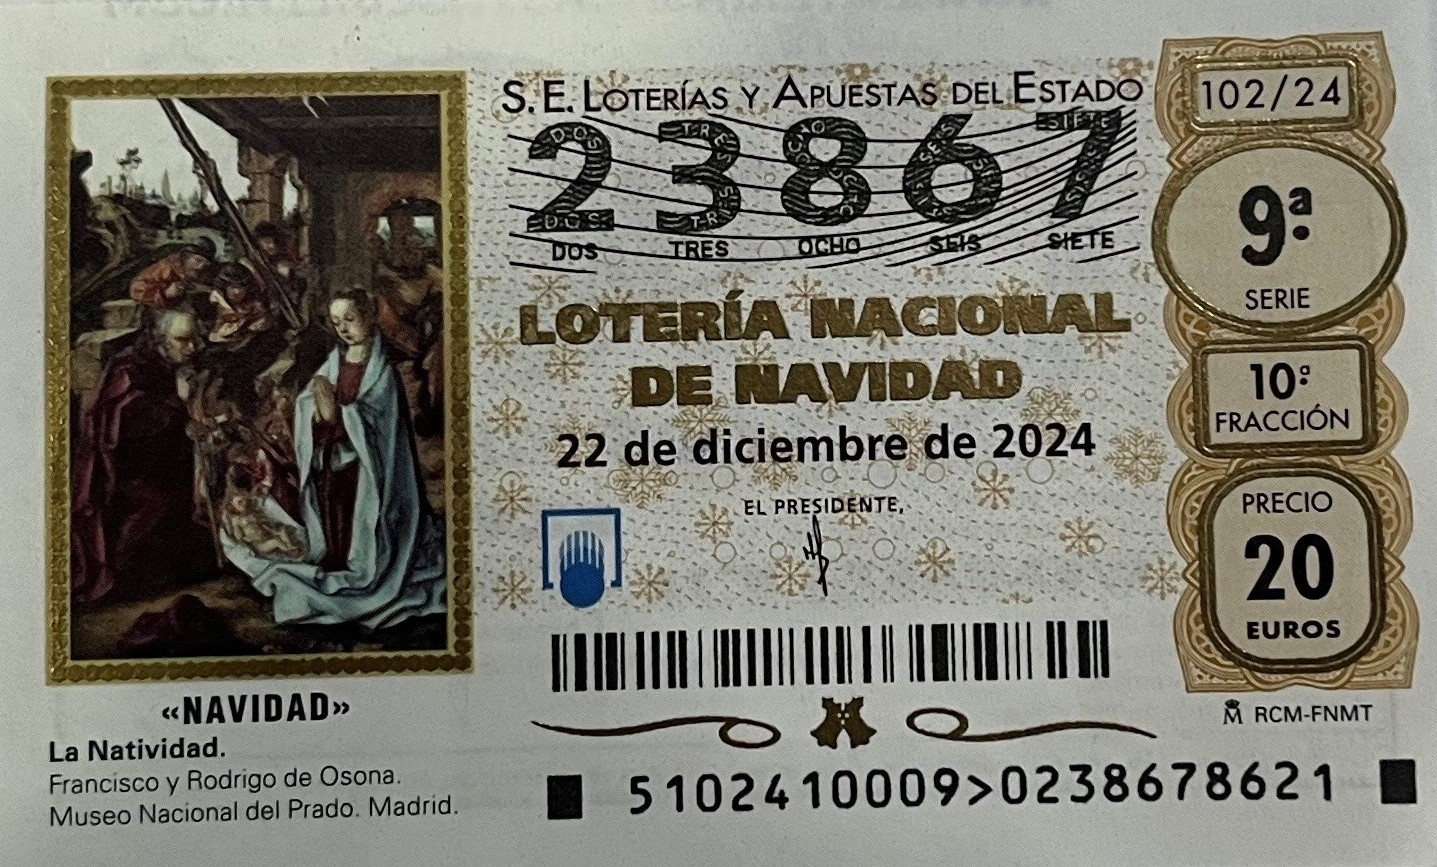 S. E. LOTERÍAS Y APUESTAS DEL ESTADO
23867
DOS TRES OCHO SEIS SIETE
LOTERÍA NACIONAL
DE NAVIDAD
22 de diciembre de 2024
EL PRESIDENTE,
102/24
9ª
SERIE
10ª
FRACCIÓN
PRECIO
20
EUROS
RCM-FNMT
«NAVIDAD»
La Natividad.
Francisco y Rodrigo de Osona.
Museo Nacional del Prado. Madrid.
5102410009>0238678621